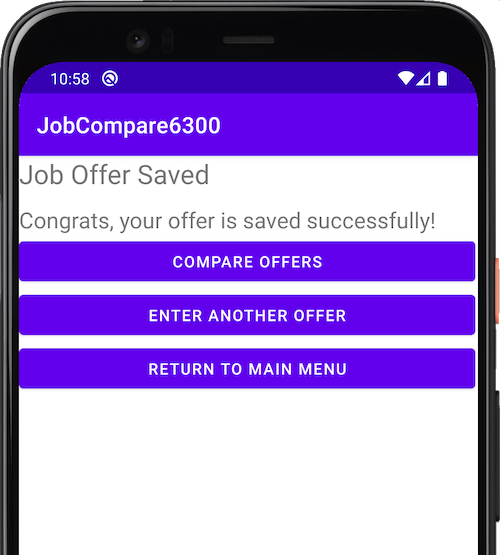 10:58
JobCompare6300
Job Offer Saved
Congrats, your offer is saved successfully!
COMPARE OFFERS
ENTER ANOTHER OFFER
RETURN TO MAIN MENU